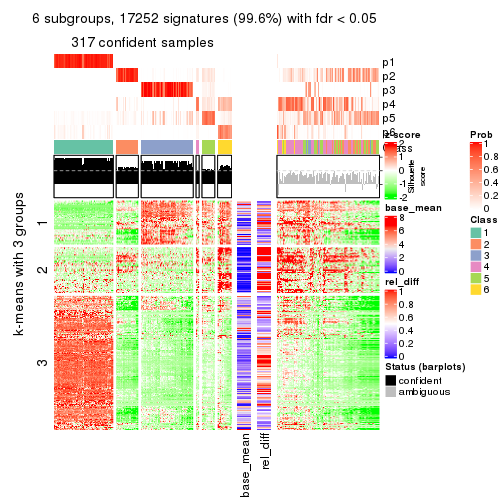 6 subgroups, 17252 signatures (99.6%) with fdr < 0.05
317 confident samples
p1
p2
p3
p4
p5
p6
z-score
Class
2
1
0
-1
-2
Silhouette
score
Prob
1
0.8
0.6
0.4
0.2
0
base_mean
8
6
4
2
0
Class
1
2
3
4
5
6
rel_diff
1
0.8
0.6
0.4
0.2
0
Status (barplots)
confident
ambiguous
k-means with 3 groups
1
2
3
base_mean
rel_diff